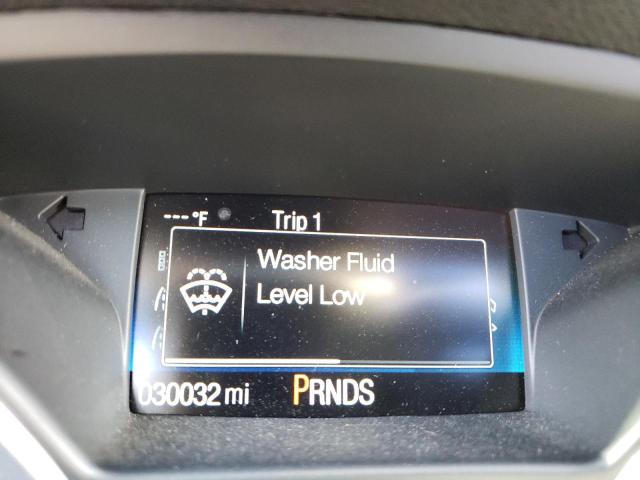 ---°F Trip 1
Washer Fluid
Level Low
030032 mi PRNDS